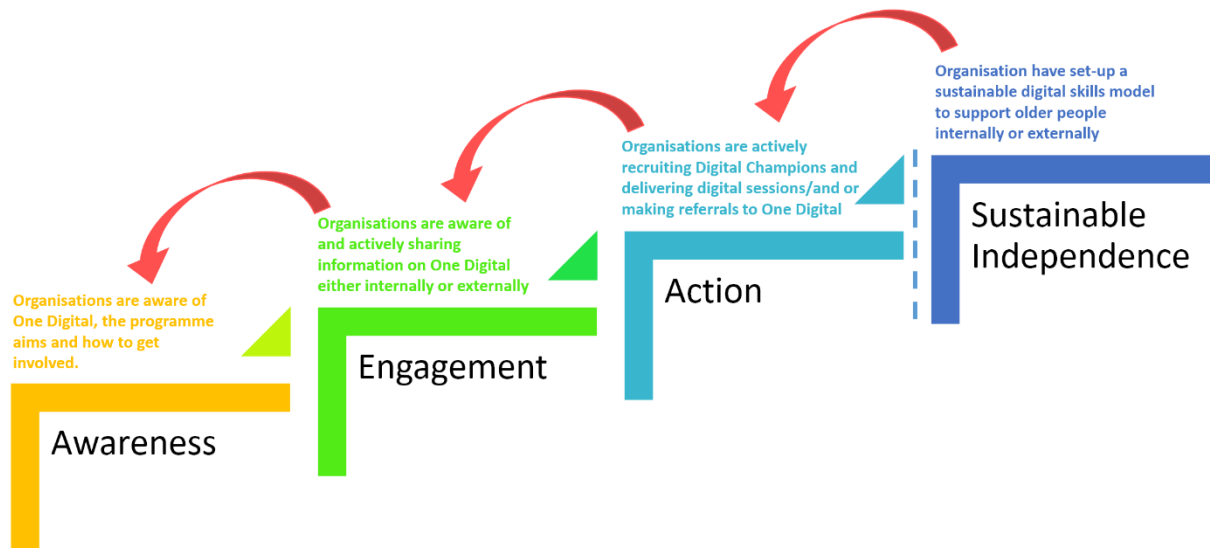 Organisations are aware of
One Digital, the programme
aims and how to get
involved.
Awareness
Organisations are aware of
and actively sharing
information on One Digital
either internally or externally
Engagement
Organisations are actively
recruiting Digital Champions and
delivering digital sessions/and or
making referrals to One Digital
Action
Organisation have set-up a
sustainable digital skills model
to support older people
internally or externally
Sustainable
Independence